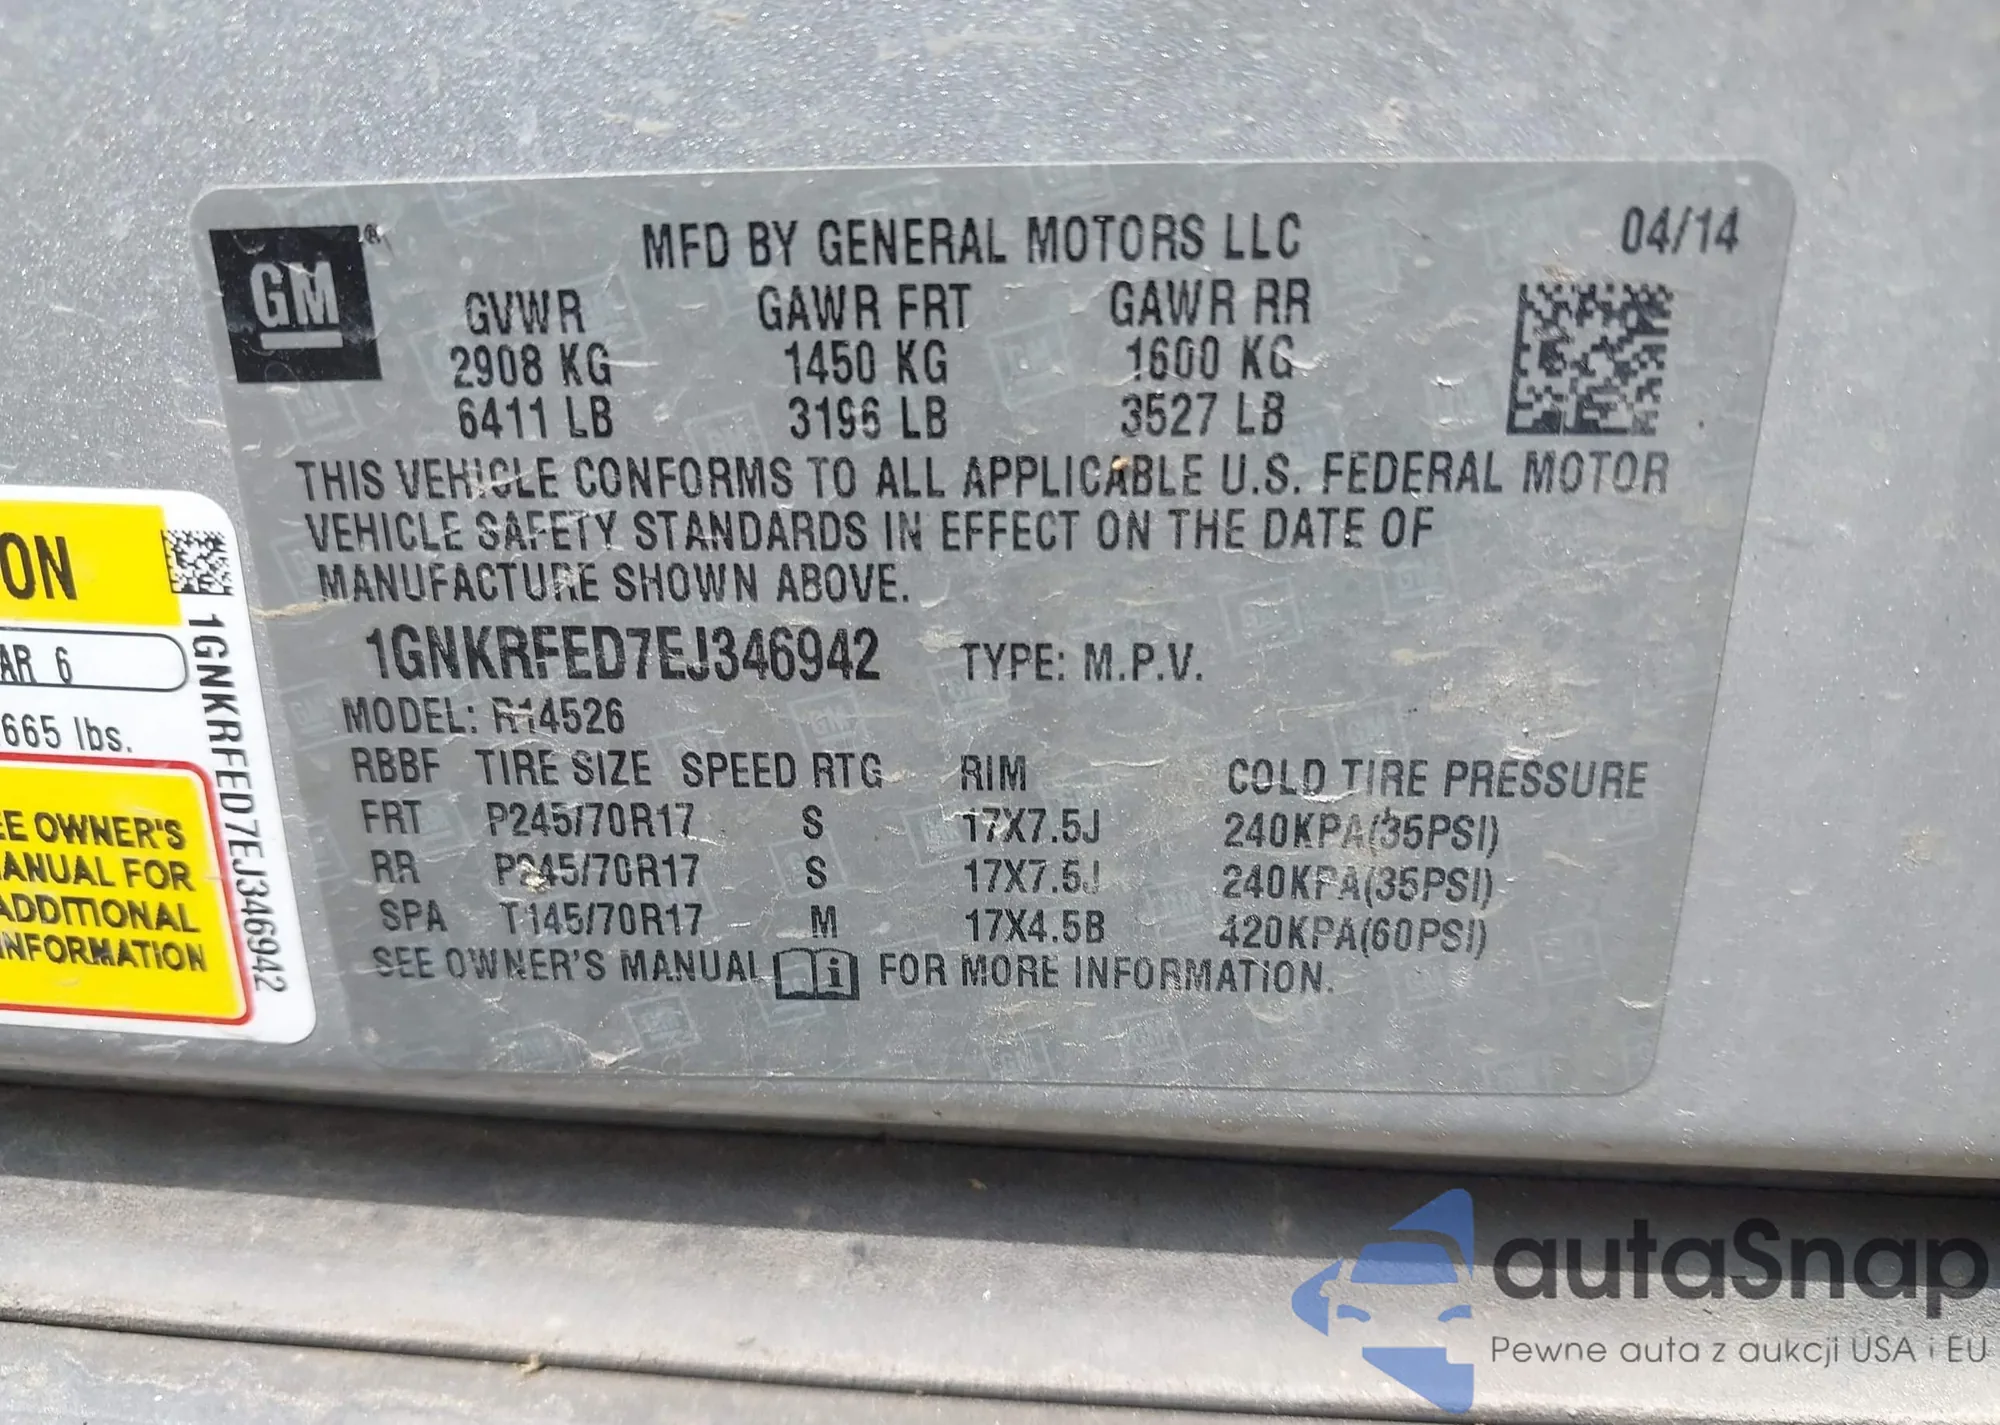 GM ®
MFD BY GENERAL MOTORS LLC
04/14
GVWR GAWR FRT GAWR RR
2908 KG 1450 KG 1600 KG
6411 LB 3196 LB 3527 LB
THIS VEHICLE CONFORMS TO ALL APPLICABLE U.S. FEDERAL MOTOR
VEHICLE SAFETY STANDARDS IN EFFECT ON THE DATE OF
MANUFACTURE SHOWN ABOVE.
1GNKRFED7EJ346942 TYPE: M.P.V.
MODEL: R14526
RBBF TIRE SIZE SPEED RTG RIM COLD TIRE PRESSURE
FRT P245/70R17 S 17X7.5J 240KPA(35PSI)
RR P245/70R17 S 17X7.5J 240KPA(35PSI)
SPA T145/70R17 M 17X4.5B 420KPA(60PSI)
SEE OWNER'S MANUAL i FOR MORE INFORMATION.
ON
AR 6
665 lbs.
EE OWNER'S
ANUAL FOR
ADDITIONAL
NFORMATION
1GNKRFED7EJ346942
autaSnap
Pewne auta z aukcji USA i EU